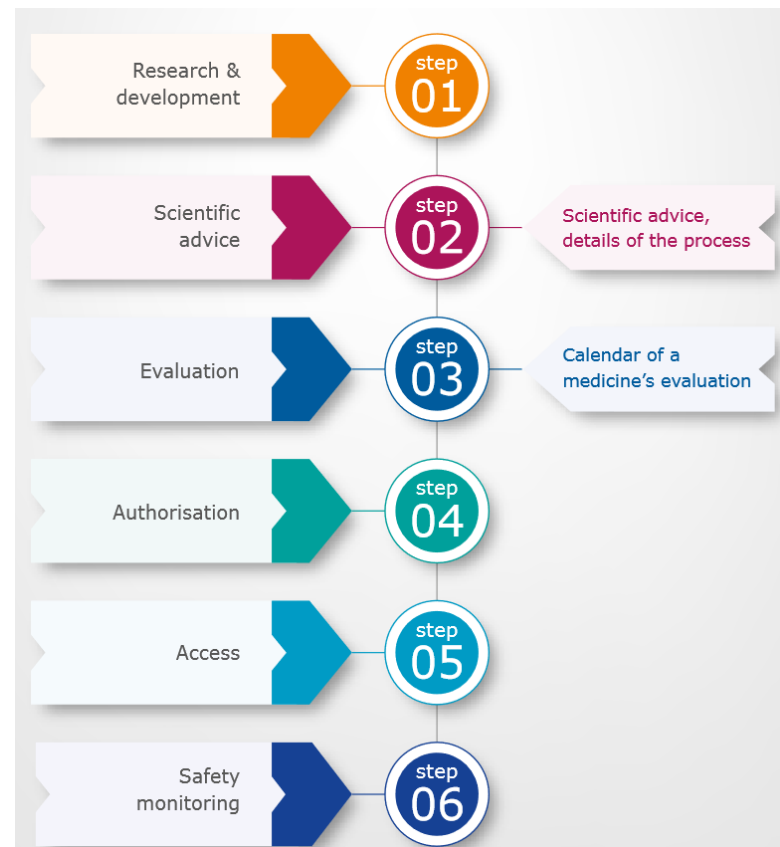 Research &
development
step
01
Scientific
advice
step
02
Scientific advice,
details of the process
Evaluation
step
03
Calendar of a
medicine’s evaluation
Authorisation
step
04
Access
step
05
Safety
monitoring
step
06